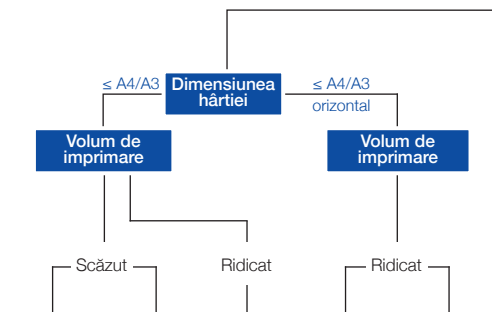 ≤ A4/A3
Dimensiunea
hârtiei
≤ A4/A3
orizontal
Volum de
imprimare
Volum de
imprimare
Scăzut
Ridicat
Ridicat